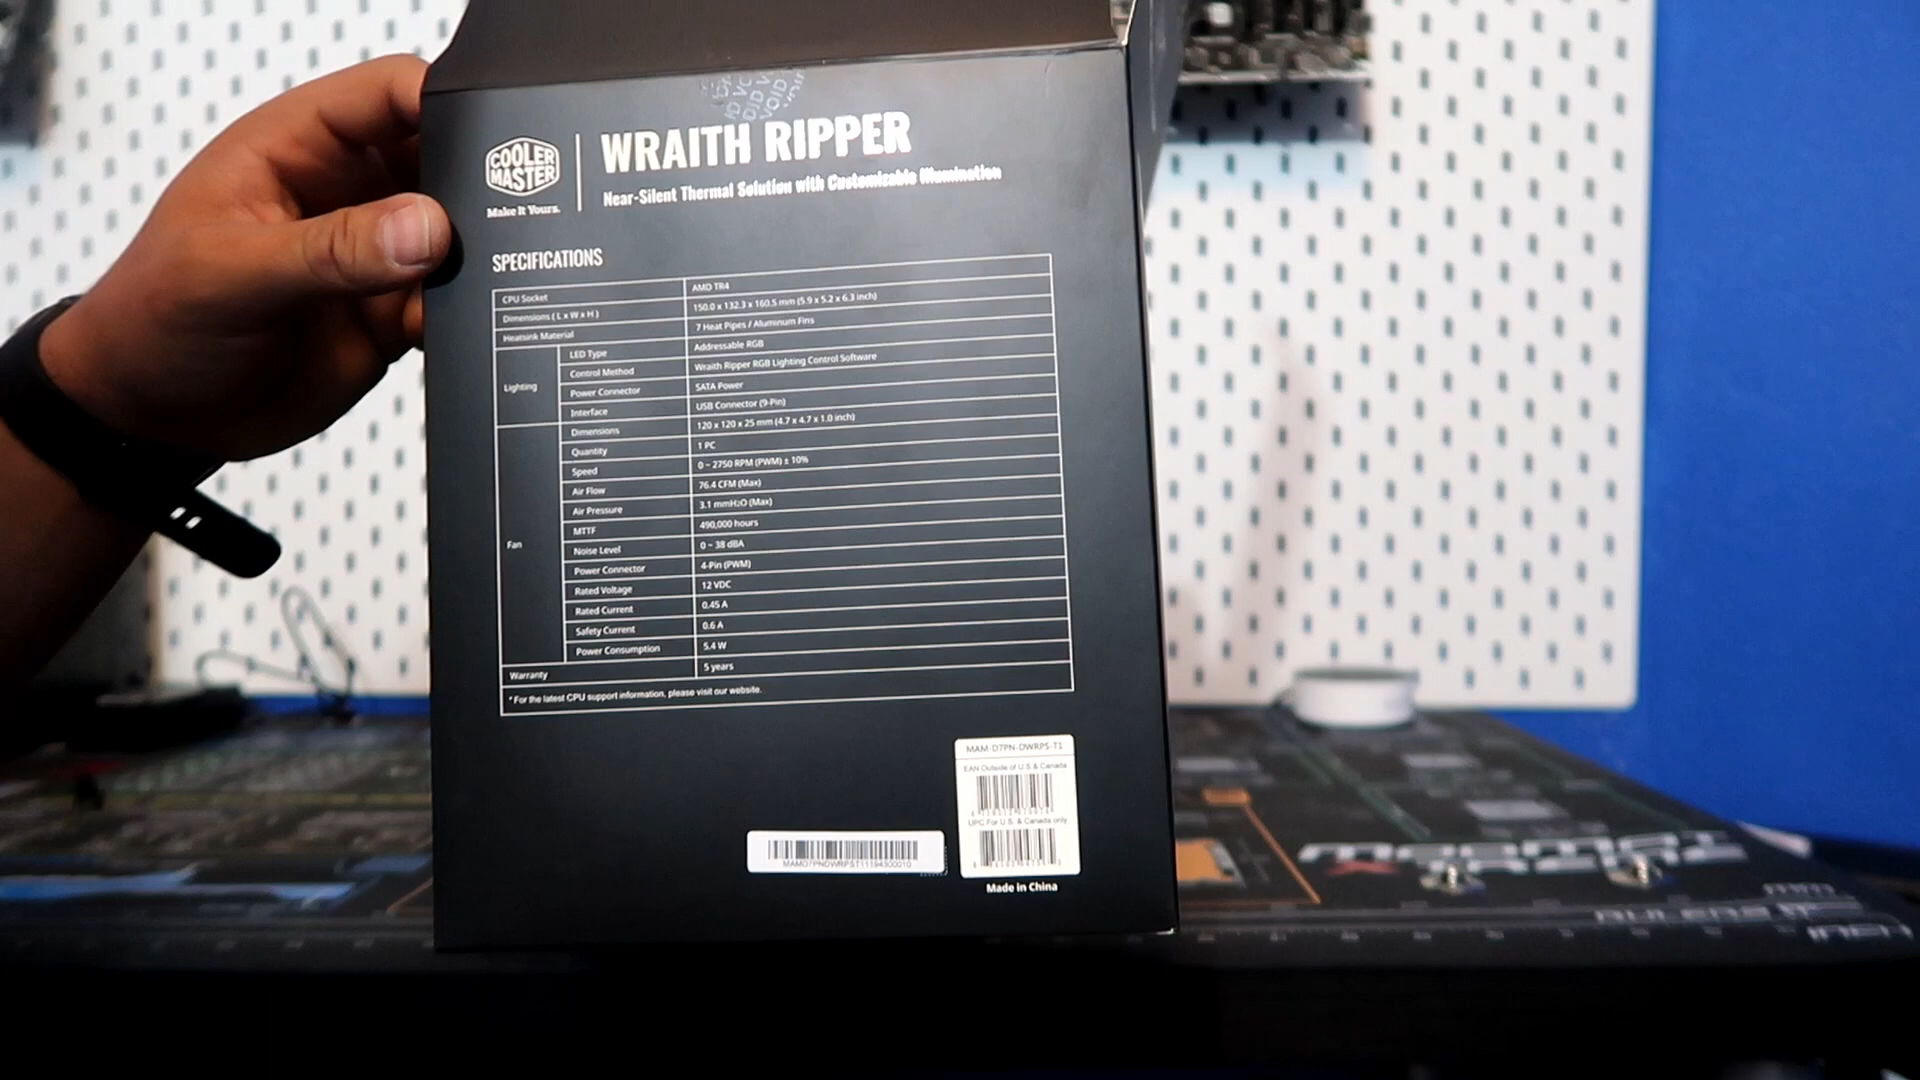 VOID
COOLER
MASTER
Make It Yours.
WRAITH RIPPER
Near-Silent Thermal Solution with Customizable Illumination
SPECIFICATIONS
CPU Socket AMD TR4
Dimensions ( L x W x H ) 150.0 x 132.3 x 160.5 mm (5.9 x 5.2 x 6.3 inch)
Heatsink Material 7 Heat Pipes / Aluminum Fins
Lighting
LED Type Addressable RGB
Control Method Wraith Ripper RGB Lighting Control Software
Power Connector SATA Power
Interface USB Connector (9-Pin)
Fan
Dimensions 120 x 120 x 25 mm (4.7 x 4.7 x 1.0 inch)
Quantity 1 PC
Speed 0 ~ 2750 RPM (PWM) ± 10%
Air Flow 76.4 CFM (Max)
Air Pressure 3.1 mmH₂O (Max)
MTTF 490,000 hours
Noise Level 0 ~ 38 dBA
Power Connector 4-Pin (PWM)
Rated Voltage 12 VDC
Rated Current 0.45 A
Safety Current 0.6 A
Power Consumption 5.4 W
Warranty 5 years
* For the latest CPU support information, please visit our website.
MAM-D7PN-DWRPS-T1
EAN Outside of U.S & Canada
UPC For U.S. & Canada only
MAMD7PNDWRPST11194300010
Made in China